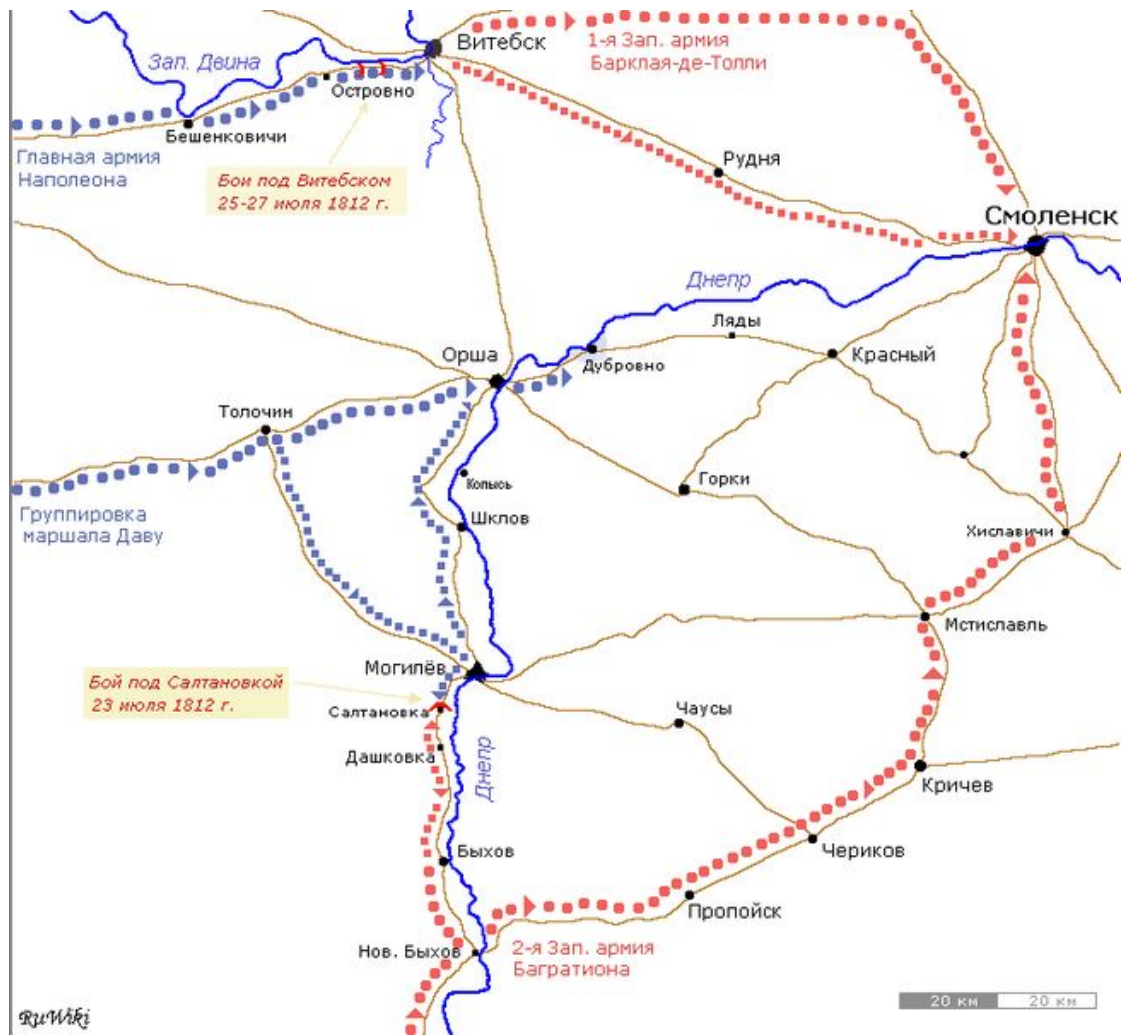 Витебск
1-я Зап. армия
Барклая-де-Толли
Зап. Двина
Островно
Бешенковичи
Главная армия
Наполеона
Бои под Витебском
25-27 июля 1812 г.
Рудня
Смоленск
Днепр
Ляды
Орша
Дубровно
Красный
Толочин
Копысь
Горки
Группировка
маршала Даву
Шклов
Хиславичи
Мстиславль
Могилёв
Бой под Салтановкой
23 июля 1812 г.
Салтановка
Чаусы
Дашковка
Днепр
Кричев
Быхов
Чериков
Пропойск
Нов. Быхов
2-я Зап. армия
Багратиона
20 км 20 км
RuWiki